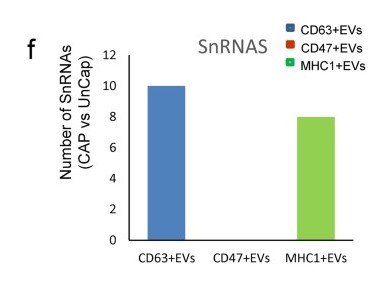 f
SnRNAS
CD63+EVs
CD47+EVs
MHC1+EVs
Number of SnRNAs
(CAP vs UnCap)
12
10
8
6
4
2
0
CD63+EVs CD47+EVs MHC1+EVs